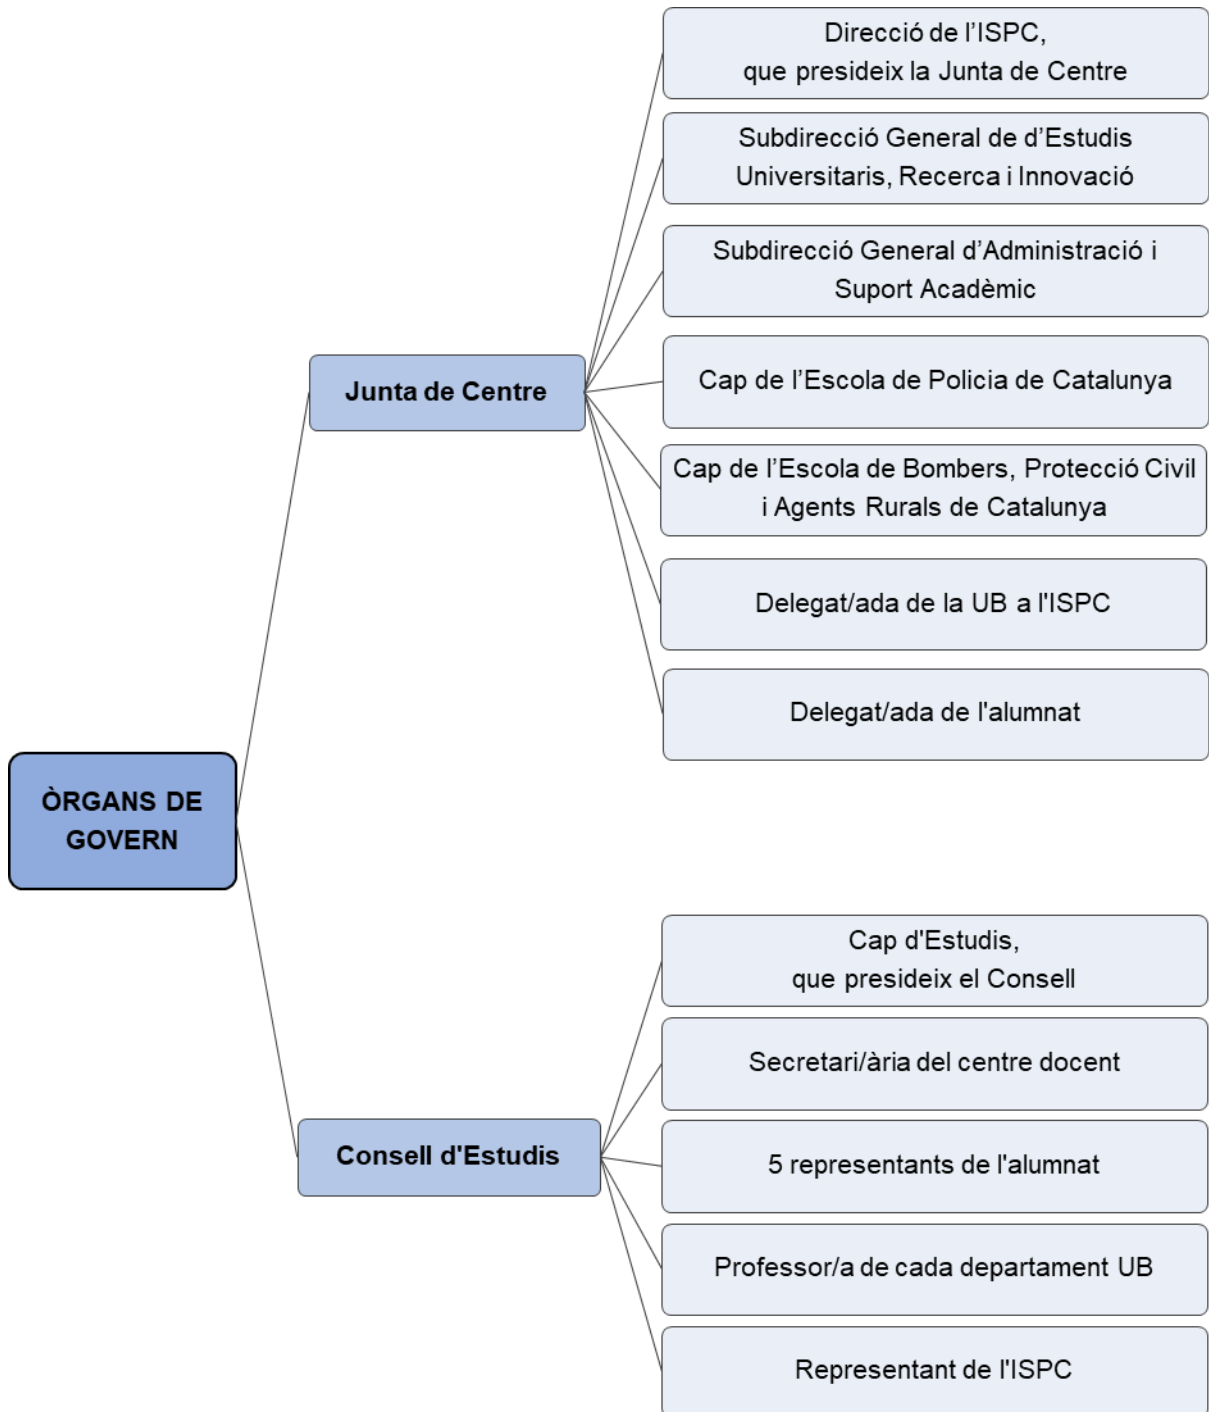 ÒRGANS DE
GOVERN
Junta de Centre
Direcció de l’ISPC,
que presideix la Junta de Centre
Subdirecció General de d’Estudis
Universitaris, Recerca i Innovació
Subdirecció General d’Administració i
Suport Acadèmic
Cap de l’Escola de Policia de Catalunya
Cap de l’Escola de Bombers, Protecció Civil
i Agents Rurals de Catalunya
Delegat/ada de la UB a l'ISPC
Delegat/ada de l'alumnat
Consell d'Estudis
Cap d'Estudis,
que presideix el Consell
Secretari/ària del centre docent
5 representants de l'alumnat
Professor/a de cada departament UB
Representant de l'ISPC